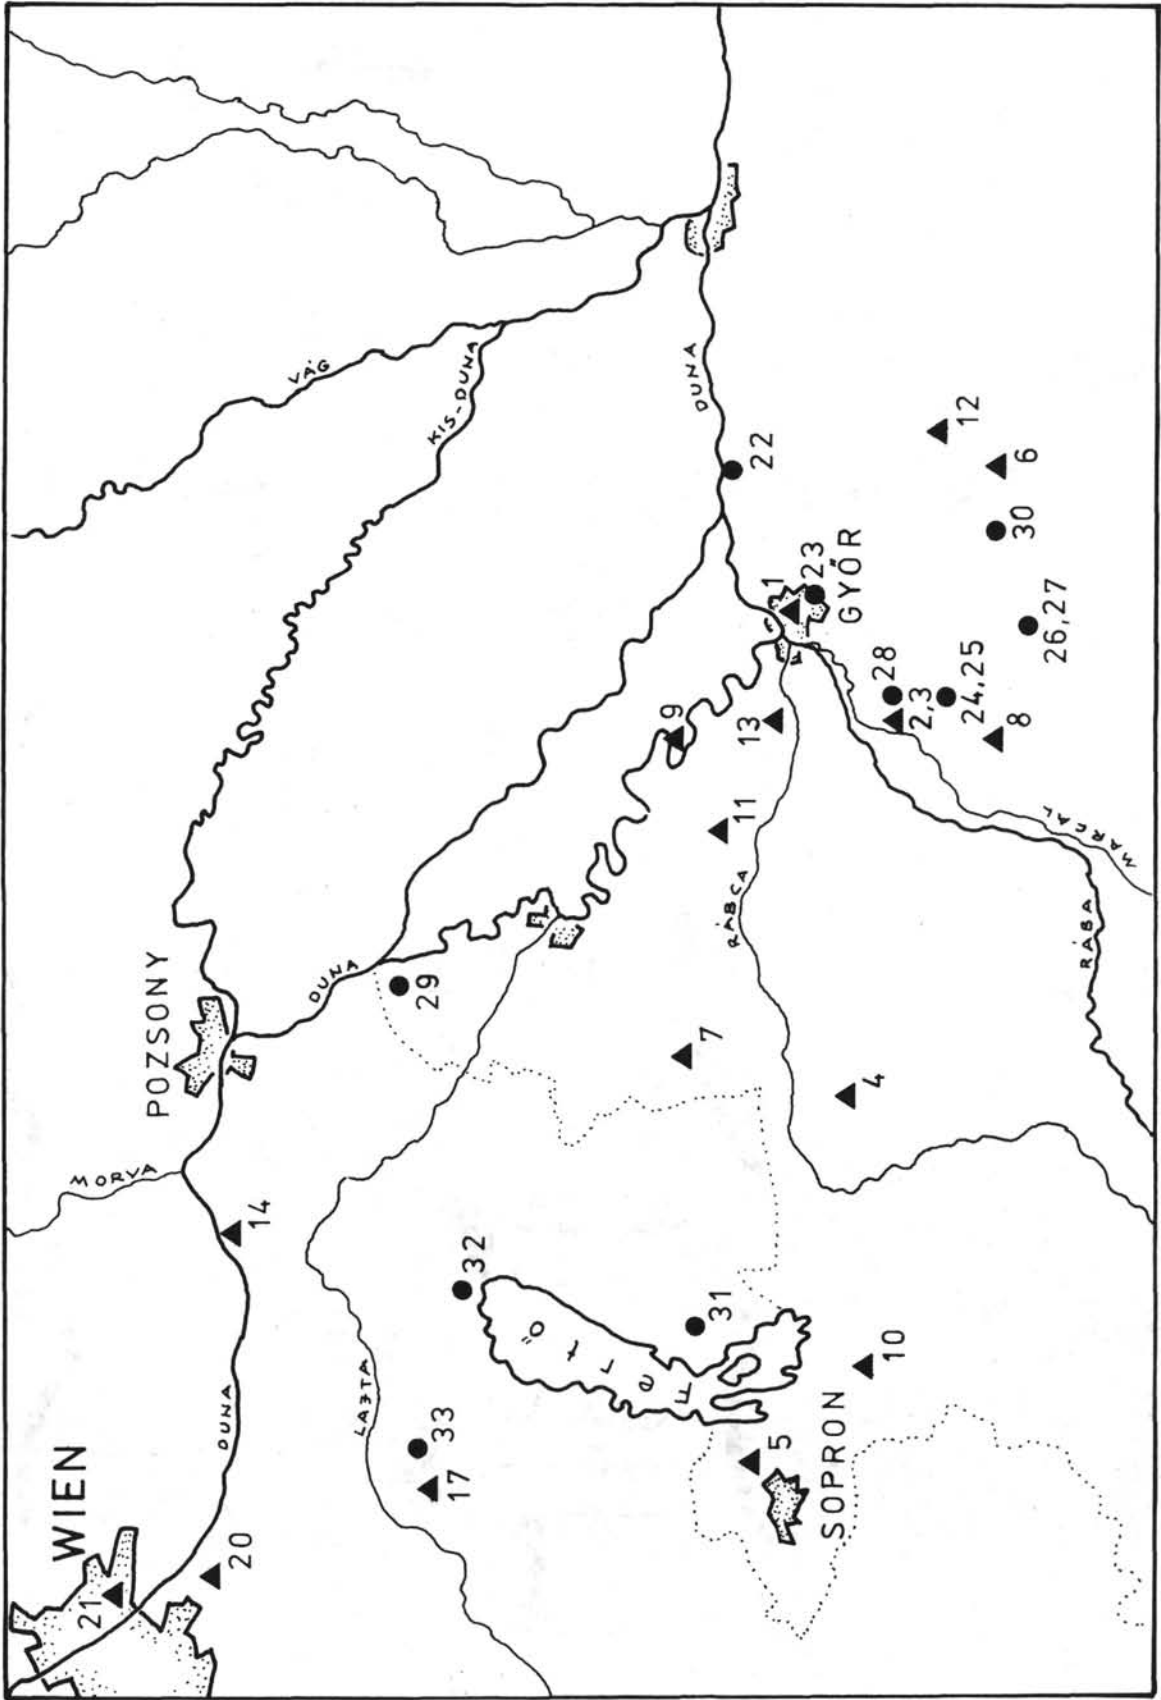 WIEN
21
20
DUNA
MORVA
14
POZSONY
DUNA
VÁG
KIS-DUNA
DUNA
LAJTA
17
33
32
29
Fertő
31
5
SOPRON
10
4
7
RÁBCA
11
9
13
1
23
GYŐR
22
28
2,3
24,25
8
26,27
30
6
12
MARCAL
RÁBA